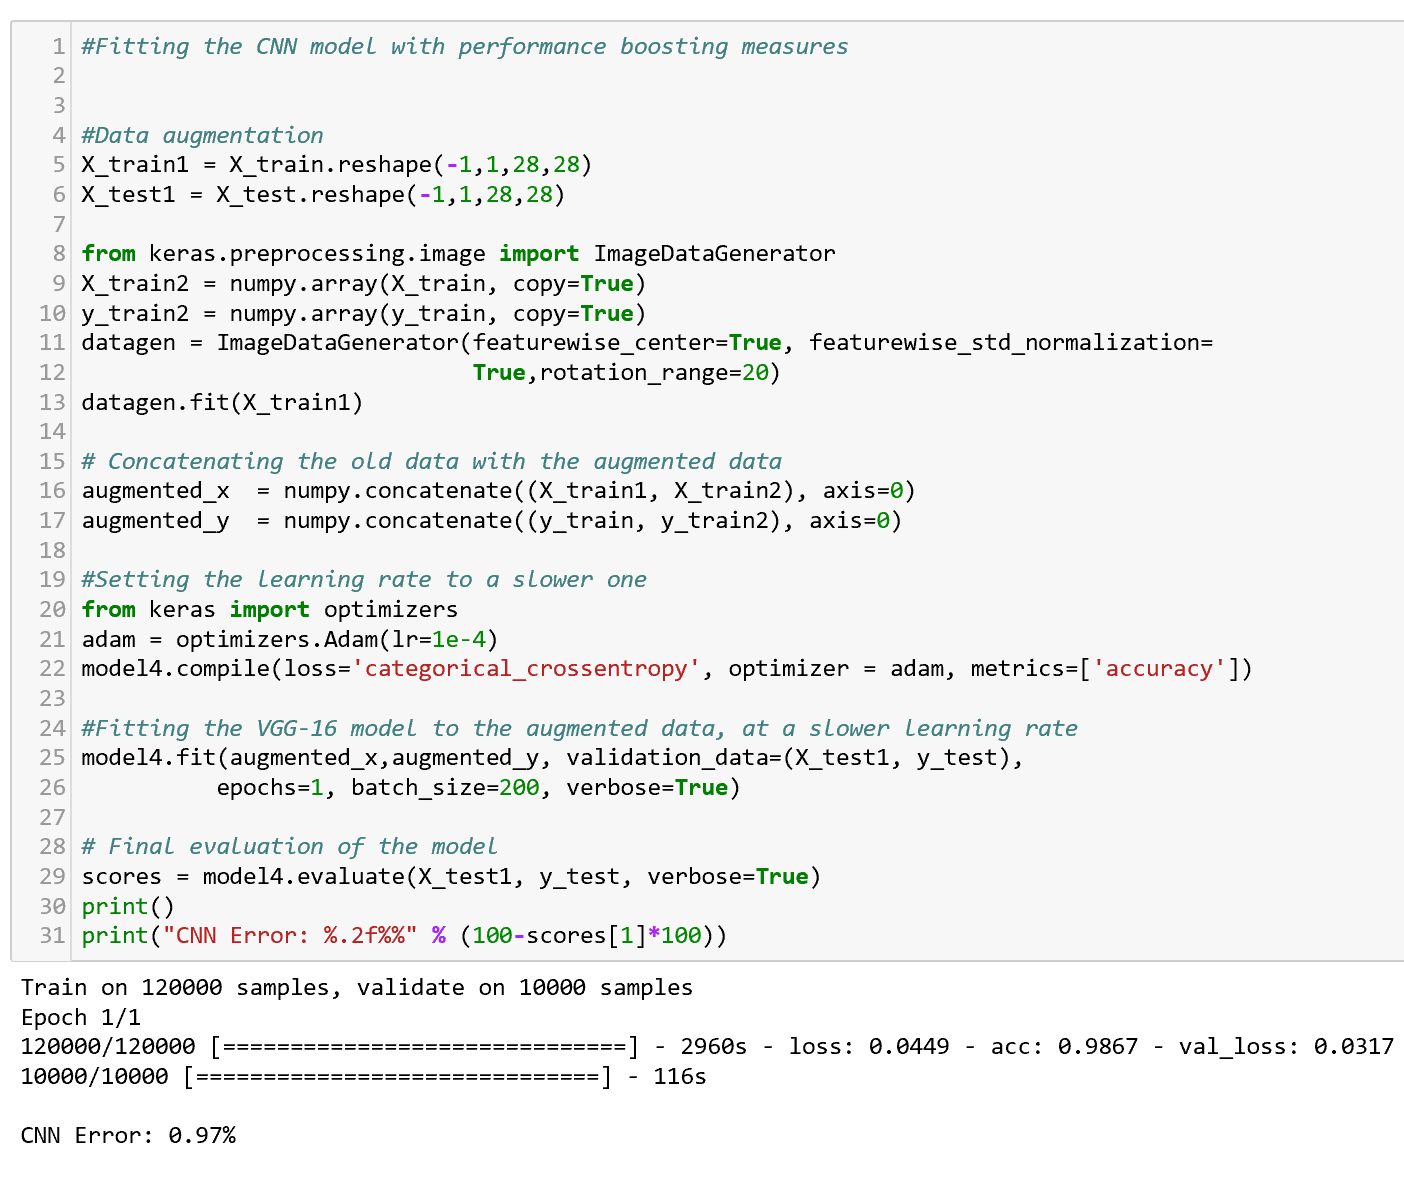 1 #Fitting the CNN model with performance boosting measures
2
3
4 #Data augmentation
5 X_train1 = X_train.reshape(-1,1,28,28)
6 X_test1 = X_test.reshape(-1,1,28,28)
7
8 from keras.preprocessing.image import ImageDataGenerator
9 X_train2 = numpy.array(X_train, copy=True)
10 y_train2 = numpy.array(y_train, copy=True)
11 datagen = ImageDataGenerator(featurewise_center=True, featurewise_std_normalization=
12                              True,rotation_range=20)
13 datagen.fit(X_train1)
14
15 # Concatenating the old data with the augmented data
16 augmented_x  = numpy.concatenate((X_train1, X_train2), axis=0)
17 augmented_y  = numpy.concatenate((y_train, y_train2), axis=0)
18
19 #Setting the learning rate to a slower one
20 from keras import optimizers
21 adam = optimizers.Adam(lr=1e-4)
22 model4.compile(loss='categorical_crossentropy', optimizer = adam, metrics=['accuracy'])
23
24 #Fitting the VGG-16 model to the augmented data, at a slower learning rate
25 model4.fit(augmented_x,augmented_y, validation_data=(X_test1, y_test),
26           epochs=1, batch_size=200, verbose=True)
27
28 # Final evaluation of the model
29 scores = model4.evaluate(X_test1, y_test, verbose=True)
30 print()
31 print("CNN Error: %.2f%%" % (100-scores[1]*100))
Train on 120000 samples, validate on 10000 samples
Epoch 1/1
120000/120000 [==============================] - 2960s - loss: 0.0449 - acc: 0.9867 - val_loss: 0.0317
10000/10000 [==============================] - 116s
CNN Error: 0.97%